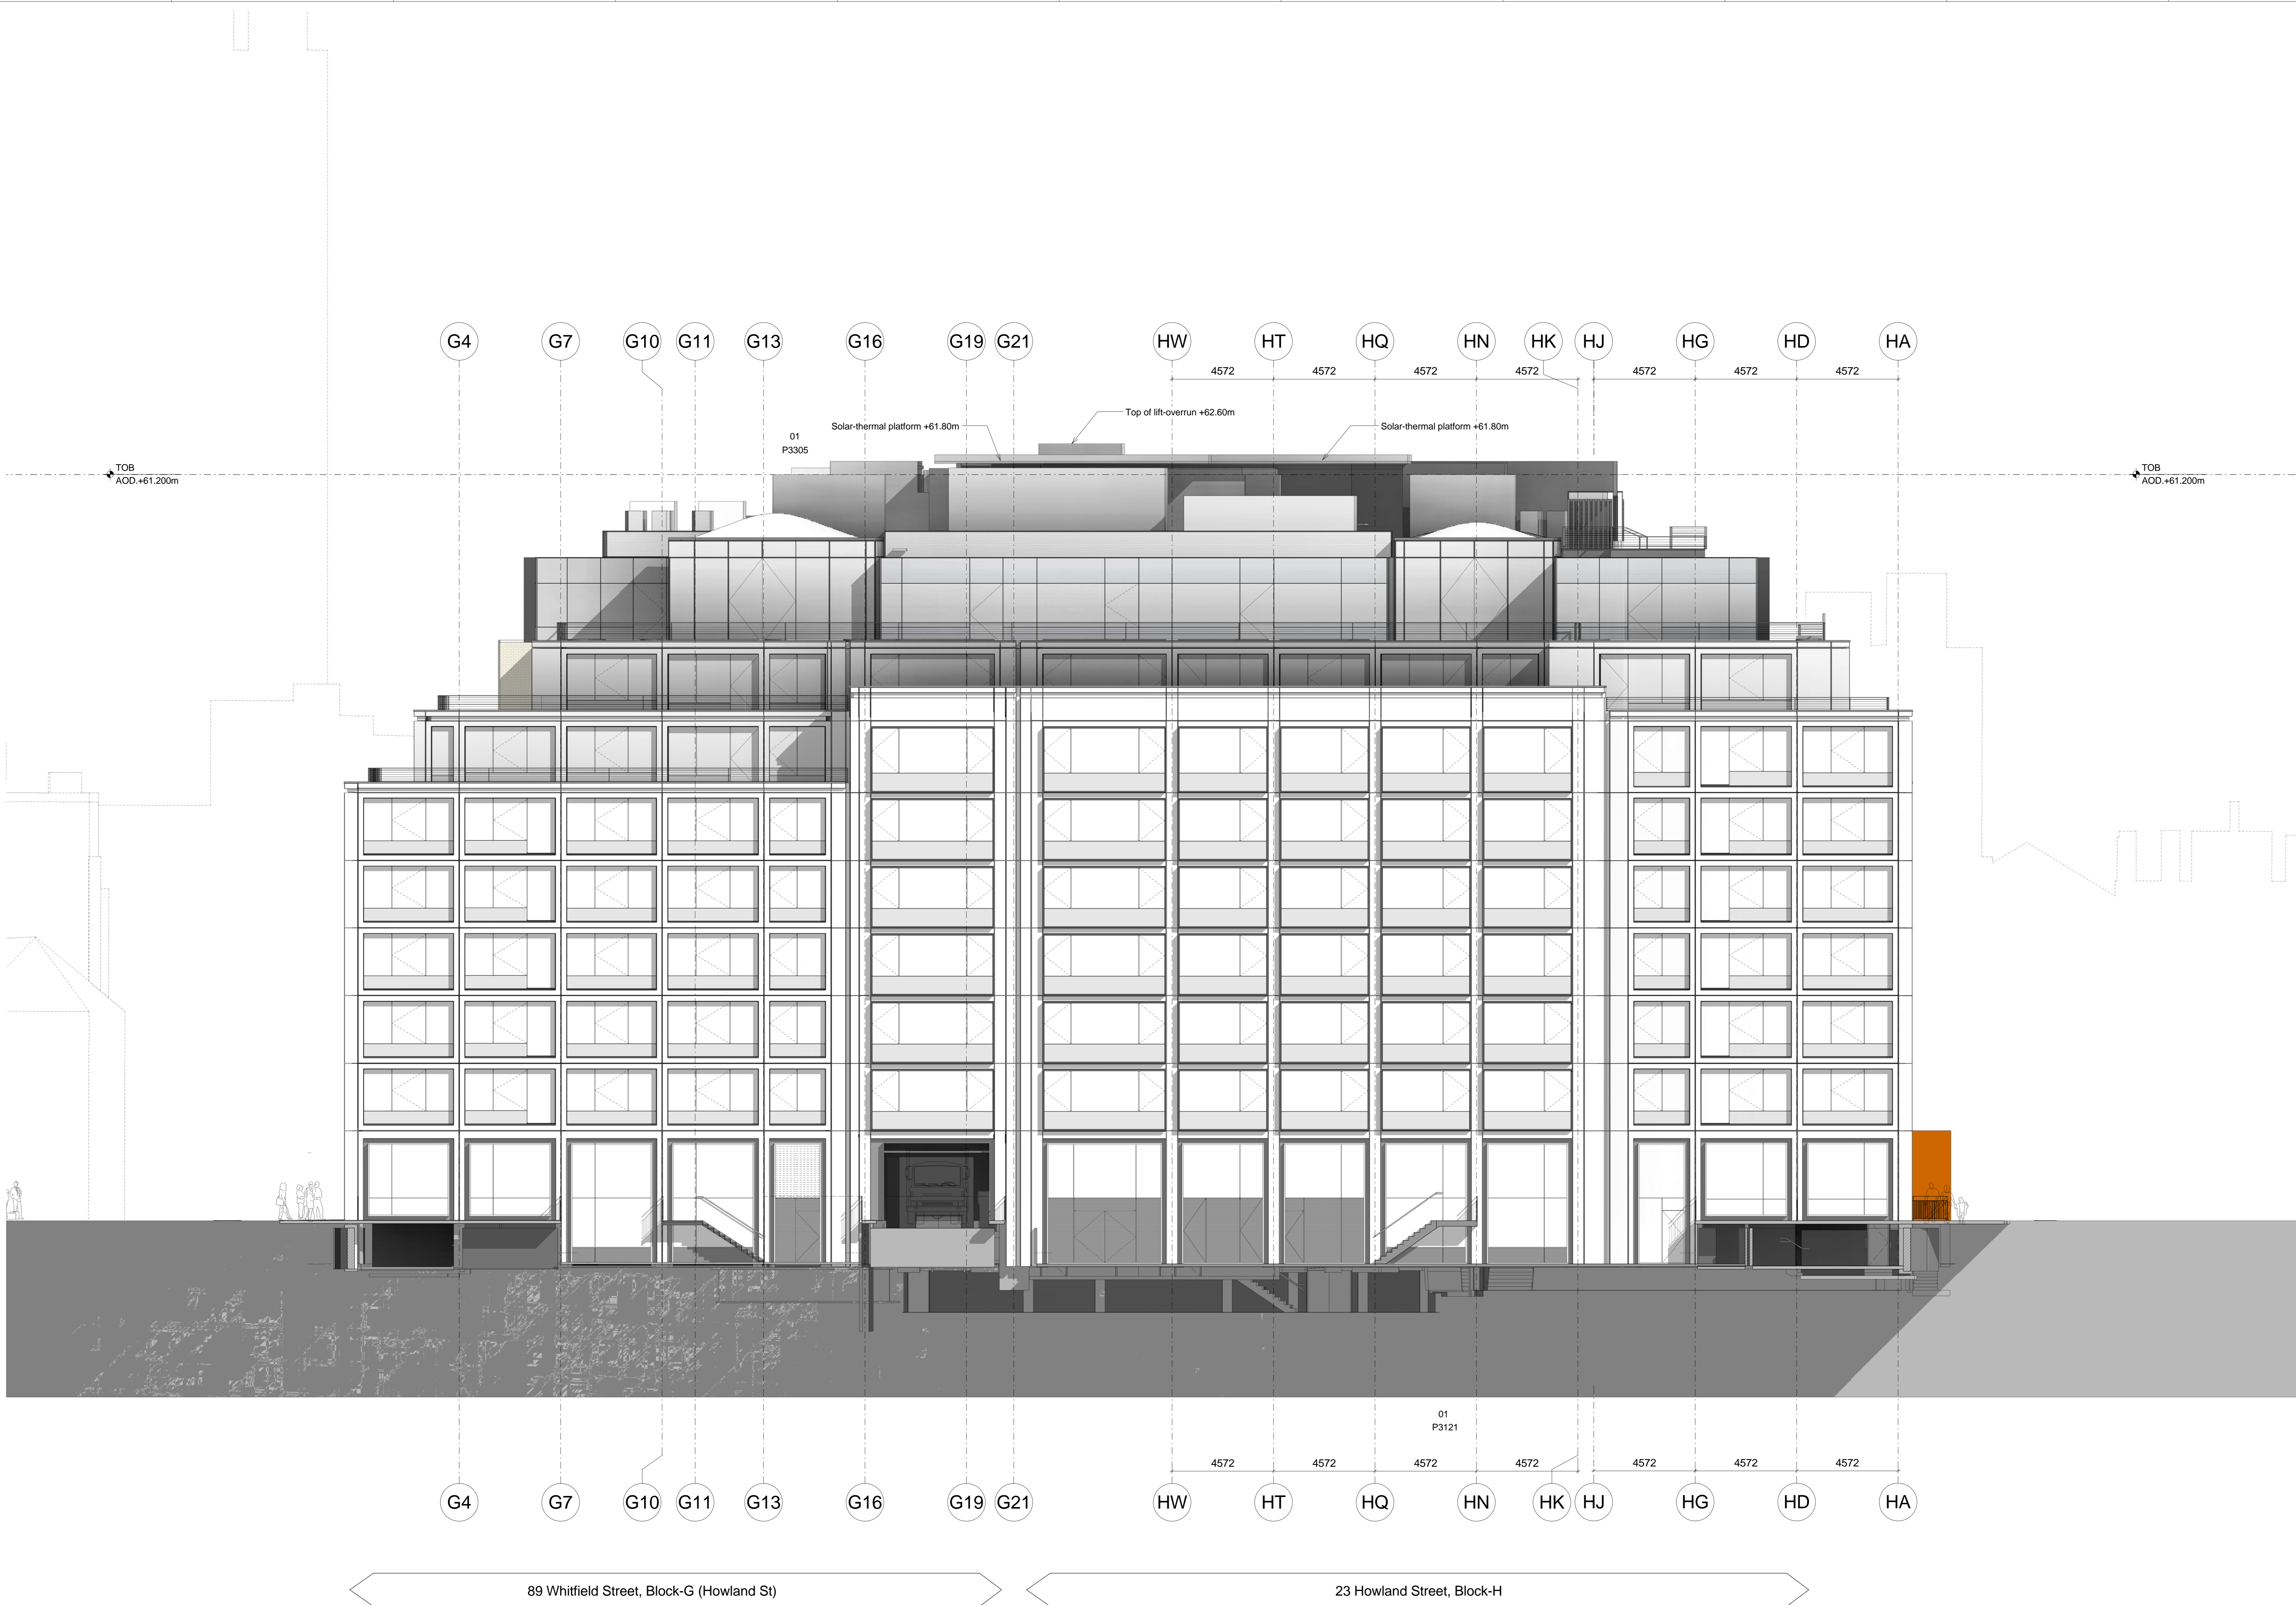 G4 G7 G10 G11 G13 G16 G19 G21 HW HT HQ HN HK HJ HG HD HA
4572 4572 4572 4572 4572 4572 4572
Top of lift-overrun +62.60m
Solar-thermal platform +61.80m
Solar-thermal platform +61.80m
01
P3305
TOB
AOD.+61.200m
TOB
AOD.+61.200m
01
P3121
4572 4572 4572 4572 4572 4572 4572
G4 G7 G10 G11 G13 G16 G19 G21 HW HT HQ HN HK HJ HG HD HA
89 Whitfield Street, Block-G (Howland St)
23 Howland Street, Block-H